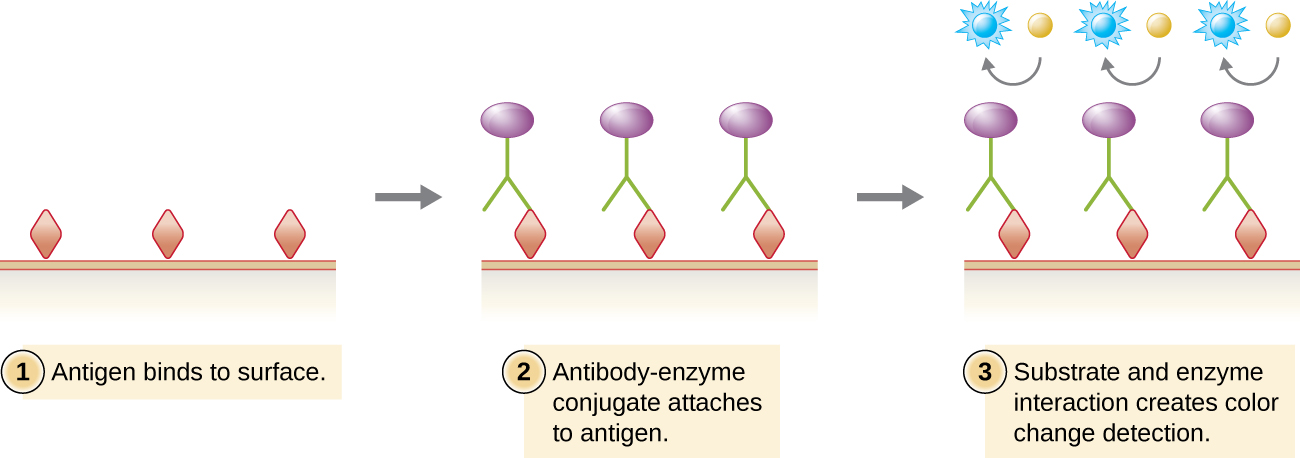 1 Antigen binds to surface.
2 Antibody-enzyme
conjugate attaches
to antigen.
3 Substrate and enzyme
interaction creates color
change detection.